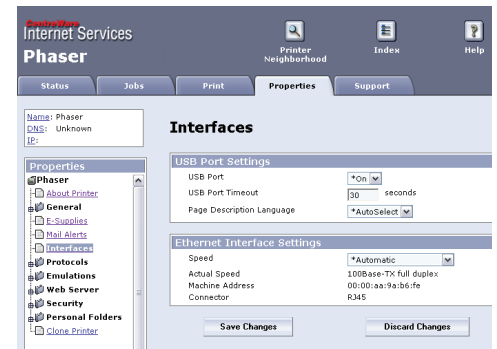 CentreWare
Internet Services
Phaser
Printer Neighborhood
Index
Help
Status
Jobs
Print
Properties
Support
Name: Phaser
DNS: Unknown
IP:
Properties
Phaser
About Printer
General
E-Supplies
Mail Alerts
Interfaces
Protocols
Emulations
Web Server
Security
Personal Folders
Clone Printer
Interfaces
USB Port Settings
USB Port *On
USB Port Timeout 30 seconds
Page Description Language *AutoSelect
Ethernet Interface Settings
Speed *Automatic
Actual Speed 100Base-TX full duplex
Machine Address 00:00:aa:9a:b6:fe
Connector RJ45
Save Changes Discard Changes